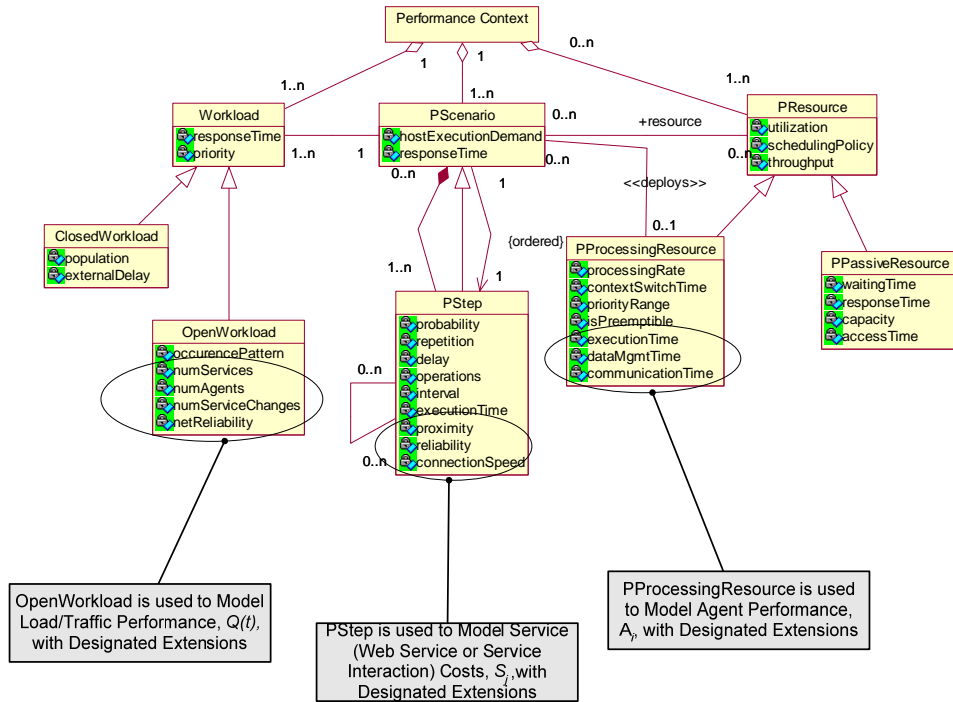 Performance Context
1
1
0..n
1..n
1..n
1..n
Workload
responseTime
priority
PScenario
hostExecutionDemand
responseTime
PResource
utilization
schedulingPolicy
throughput
0..n
+resource
1..n
1
0..n
0..n
0..n
1
<<deploys>>
0..1
{ordered}
1..n
1
ClosedWorkload
population
externalDelay
OpenWorkload
occurencePattern
numServices
numAgents
numServiceChanges
netReliability
PStep
probability
repetition
delay
operations
interval
executionTime
proximity
reliability
connectionSpeed
0..n
0..n
PProcessingResource
processingRate
contextSwitchTime
priorityRange
isPreemptible
executionTime
dataMgmtTime
communicationTime
PPassiveResource
waitingTime
responseTime
capacity
accessTime
OpenWorkload is used to Model
Load/Traffic Performance, Q(t),
with Designated Extensions
PStep is used to Model Service
(Web Service or Service
Interaction) Costs, Sj,with
Designated Extensions
PProcessingResource is used
to Model Agent Performance,
Ai, with Designated Extensions